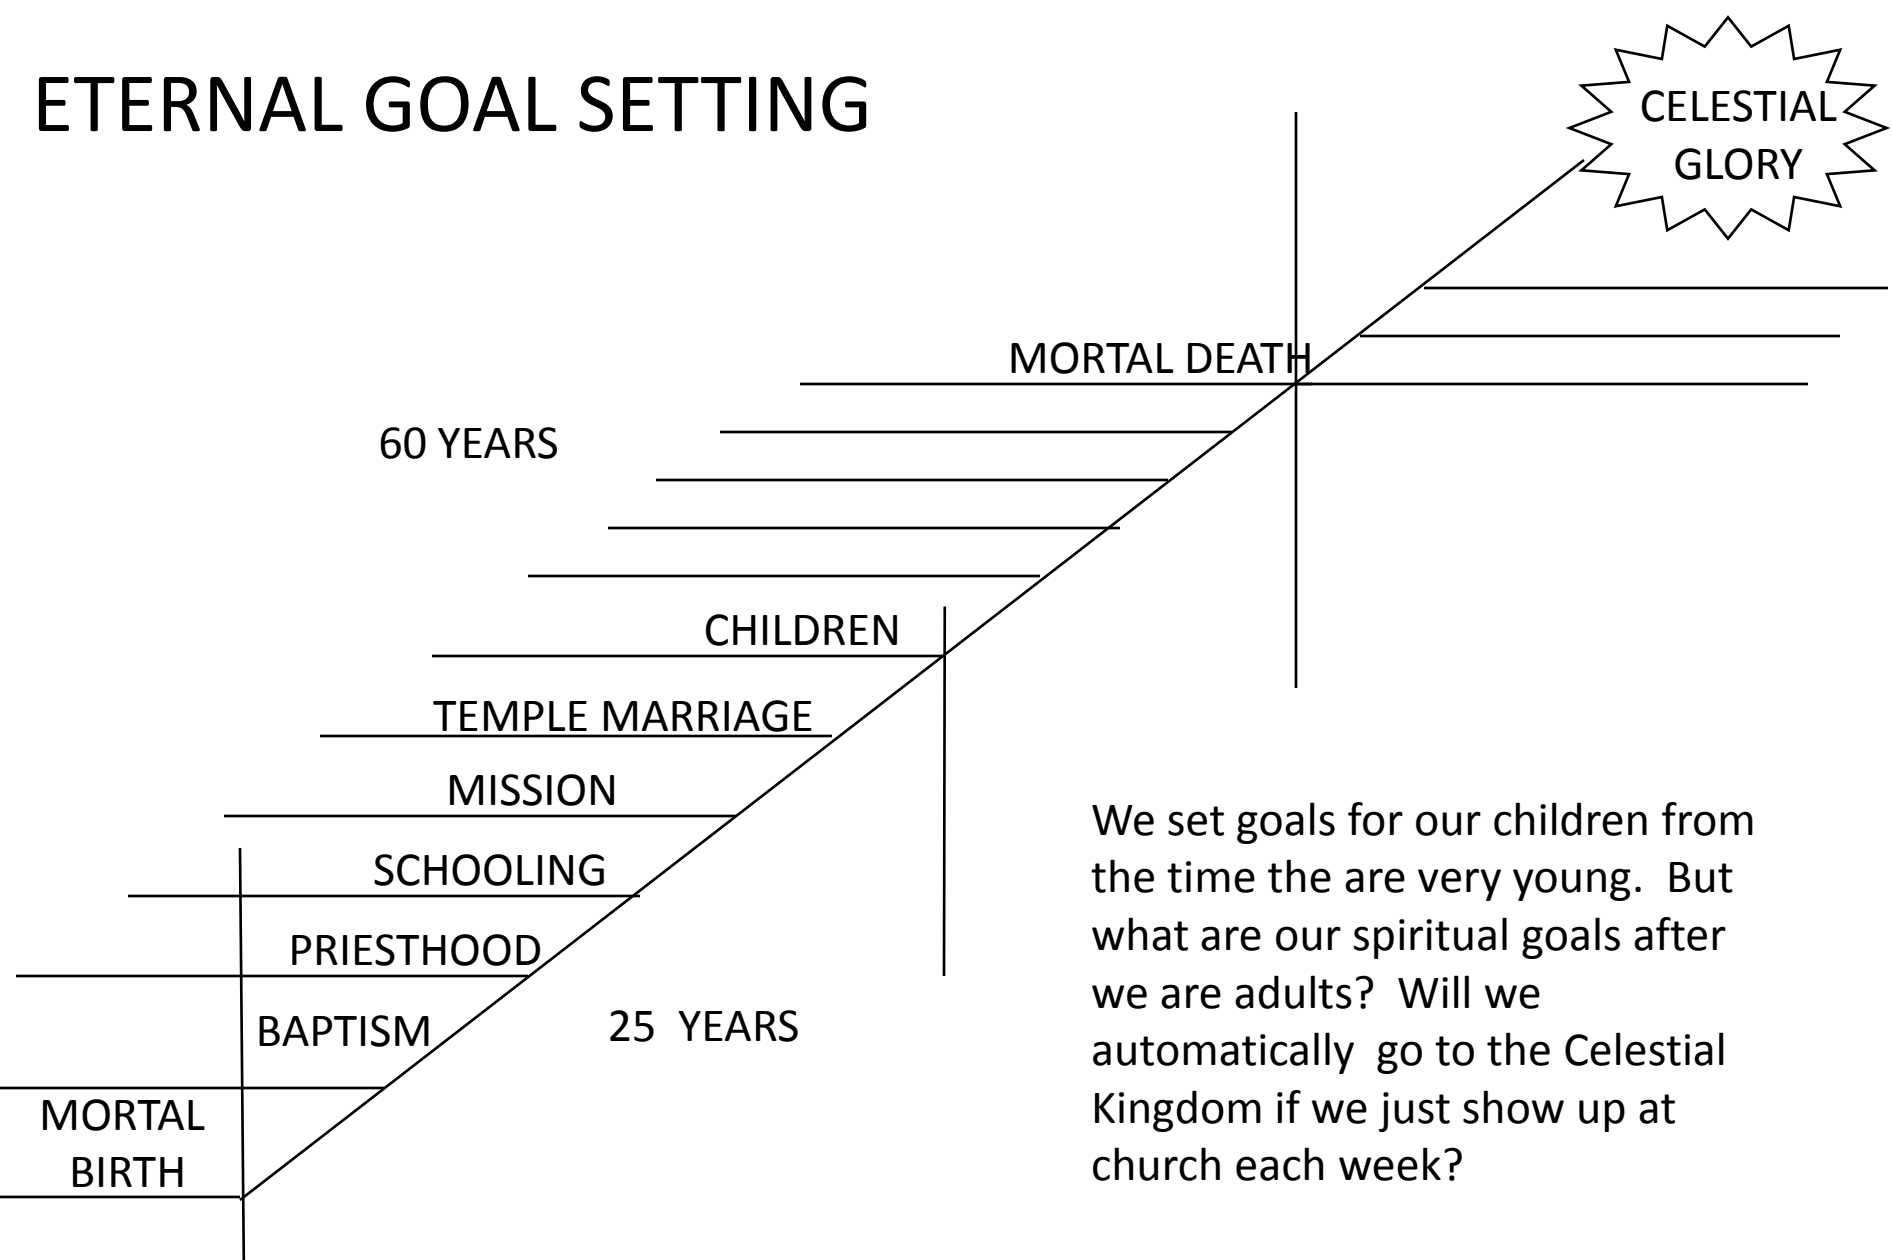 ETERNAL GOAL SETTING
CELESTIAL
GLORY
MORTAL DEATH
60 YEARS
CHILDREN
TEMPLE MARRIAGE
MISSION
SCHOOLING
PRIESTHOOD
BAPTISM
25 YEARS
MORTAL
BIRTH
We set goals for our children from
the time the are very young. But
what are our spiritual goals after
we are adults? Will we
automatically go to the Celestial
Kingdom if we just show up at
church each week?